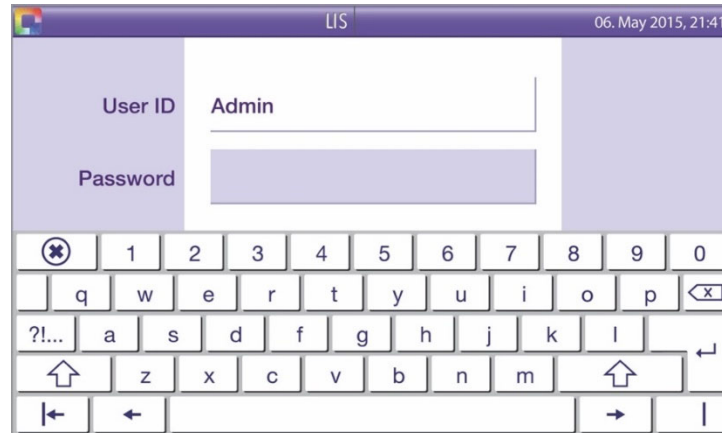 LIS 06. May 2015, 21:41
User ID Admin
Password
1 2 3 4 5 6 7 8 9 0
q w e r t y u i o p
?!... a s d f g h j k l
z x c v b n m